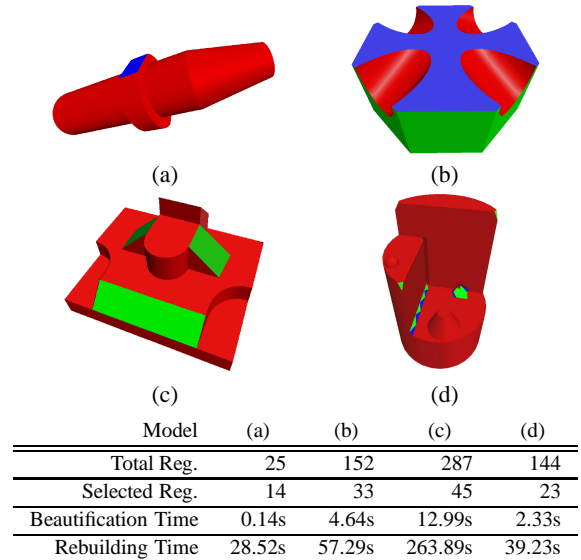 (a) (b)
(c) (d)
Model (a) (b) (c) (d)
Total Reg. 25 152 287 144
Selected Reg. 14 33 45 23
Beautification Time 0.14s 4.64s 12.99s 2.33s
Rebuilding Time 28.52s 57.29s 263.89s 39.23s